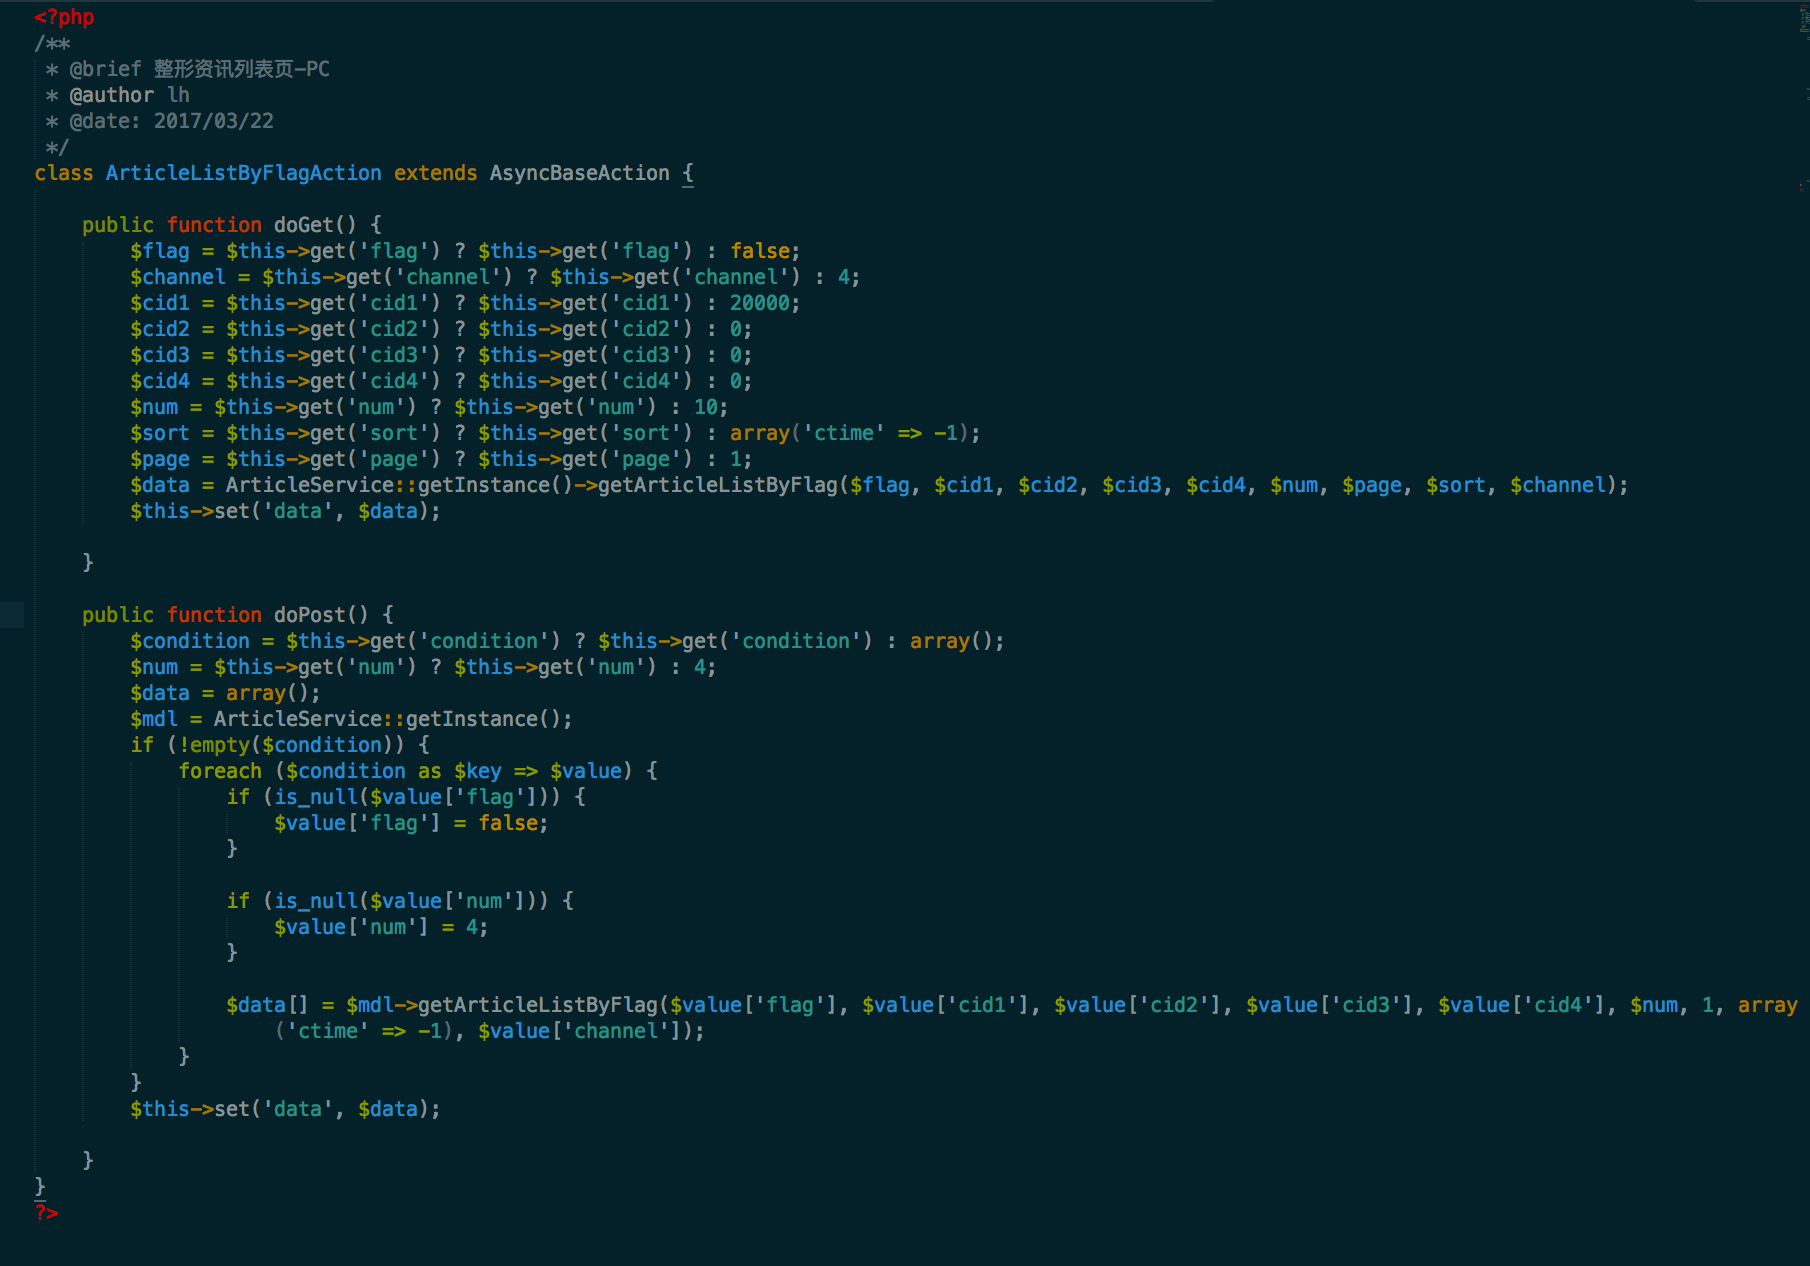 <?php
/**
 * @brief 整形资讯列表页-PC
 * @author lh
 * @date: 2017/03/22
 */
class ArticleListByFlagAction extends AsyncBaseAction {
    public function doGet() {
        $flag = $this->get('flag') ? $this->get('flag') : false;
        $channel = $this->get('channel') ? $this->get('channel') : 4;
        $cid1 = $this->get('cid1') ? $this->get('cid1') : 20000;
        $cid2 = $this->get('cid2') ? $this->get('cid2') : 0;
        $cid3 = $this->get('cid3') ? $this->get('cid3') : 0;
        $cid4 = $this->get('cid4') ? $this->get('cid4') : 0;
        $num = $this->get('num') ? $this->get('num') : 10;
        $sort = $this->get('sort') ? $this->get('sort') : array('ctime' => -1);
        $page = $this->get('page') ? $this->get('page') : 1;
        $data = ArticleService::getInstance()->getArticleListByFlag($flag, $cid1, $cid2, $cid3, $cid4, $num, $page, $sort, $channel);
        $this->set('data', $data);
    }
    public function doPost() {
        $condition = $this->get('condition') ? $this->get('condition') : array();
        $num = $this->get('num') ? $this->get('num') : 4;
        $data = array();
        $mdl = ArticleService::getInstance();
        if (!empty($condition)) {
            foreach ($condition as $key => $value) {
                if (is_null($value['flag'])) {
                    $value['flag'] = false;
                }
                if (is_null($value['num'])) {
                    $value['num'] = 4;
                }
                $data[] = $mdl->getArticleListByFlag($value['flag'], $value['cid1'], $value['cid2'], $value['cid3'], $value['cid4'], $num, 1, array
                    ('ctime' => -1), $value['channel']);
            }
        }
        $this->set('data', $data);
    }
}
?>